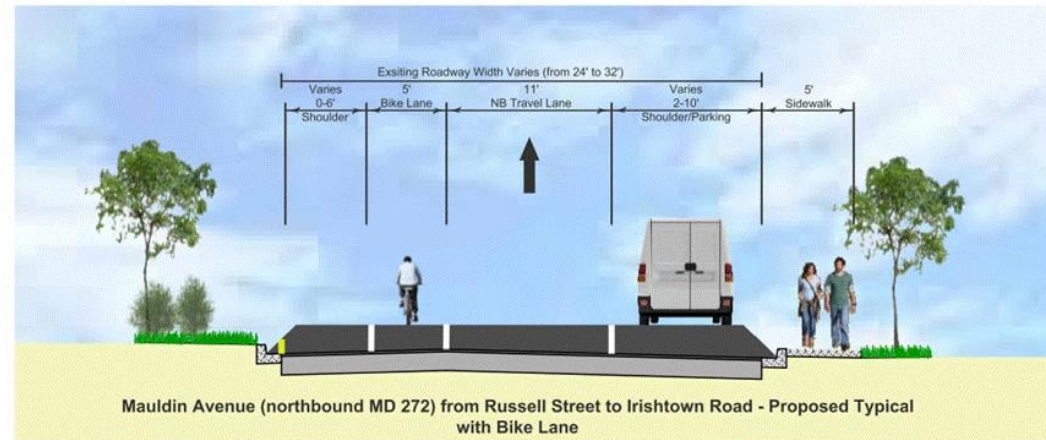 Exsiting Roadway Width Varies (from 24' to 32')
Varies 5' 11' Varies 5'
0-6' Bike Lane NB Travel Lane 2-10' Sidewalk
Shoulder Shoulder/Parking
Mauldin Avenue (northbound MD 272) from Russell Street to Irishtown Road - Proposed Typical
with Bike Lane